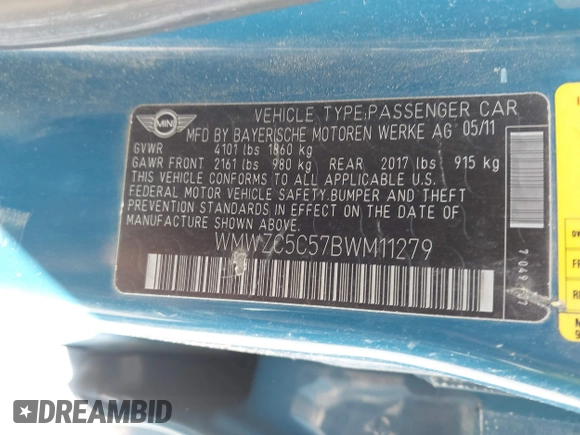 MINI
VEHICLE TYPE:PASSENGER CAR
MFD BY BAYERISCHE MOTOREN WERKE AG 05/11
GVWR 4101 lbs 1860 kg
GAWR FRONT 2161 lbs 980 kg REAR 2017 lbs 915 kg
THIS VEHICLE CONFORMS TO ALL APPLICABLE U.S.
FEDERAL MOTOR VEHICLE SAFETY.BUMPER AND THEFT
PREVENTION STANDARDS IN EFFECT ON THE DATE OF
MANUFACTURE SHOWN ABOVE.
WMWZC5C57BWM11279
DREAMBID